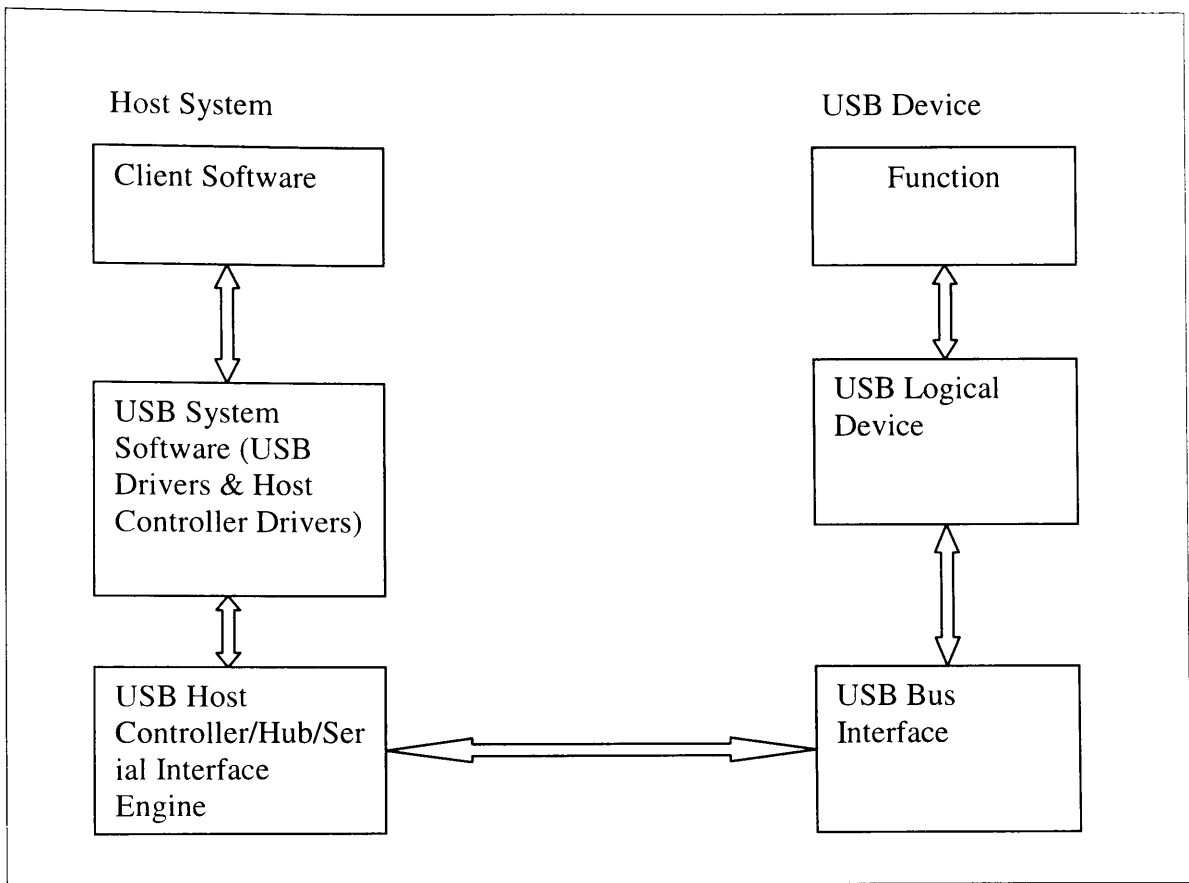 Host System
USB Device
Client Software
Function
USB System
Software (USB
Drivers & Host
Controller Drivers)
USB Logical
Device
USB Host
Controller/Hub/Ser
ial Interface
Engine
USB Bus
Interface